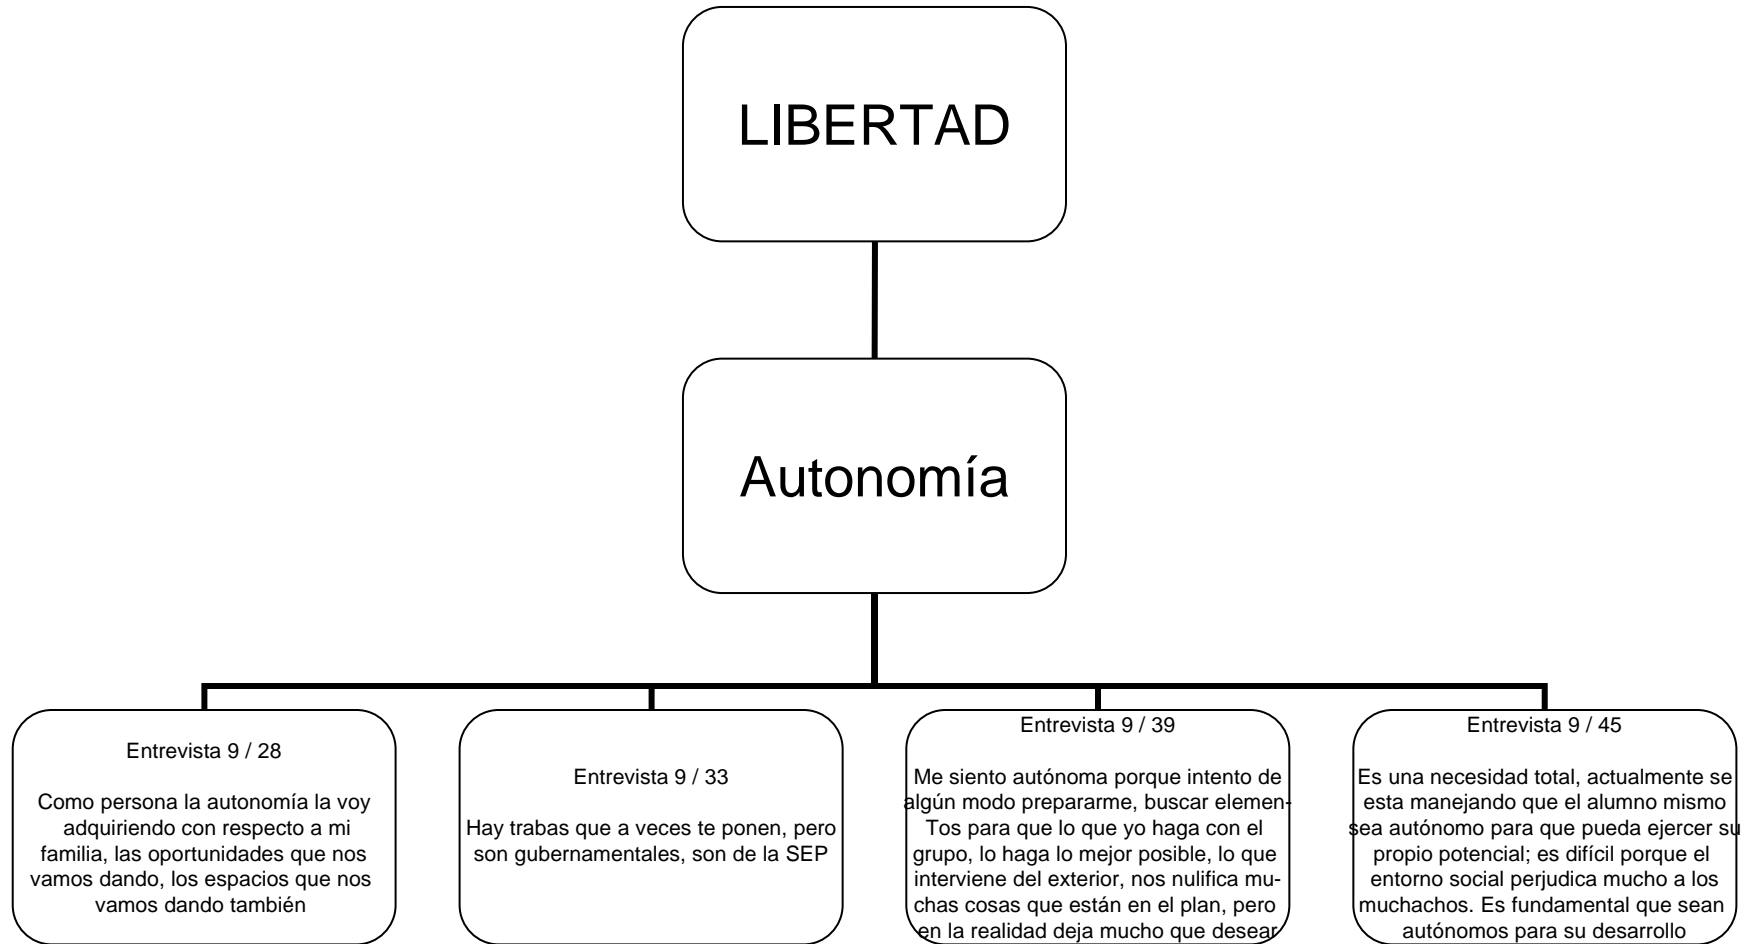 LIBERTAD
Autonomía
Entrevista 9 / 28
Como persona la autonomía la voy
adquiriendo con respecto a mi
familia, las oportunidades que nos
vamos dando, los espacios que nos
vamos dando también
Entrevista 9 / 33
Hay trabas que a veces te ponen, pero
son gubernamentales, son de la SEP
Entrevista 9 / 39
Me siento autónoma porque intento de
algún modo prepararme, buscar elemen-
Tos para que lo que yo haga con el
grupo, lo haga lo mejor posible, lo que
interviene del exterior, nos nulifica mu-
chas cosas que están en el plan, pero
en la realidad deja mucho que desear
Entrevista 9 / 45
Es una necesidad total, actualmente se
esta manejando que el alumno mismo
sea autónomo para que pueda ejercer su
propio potencial; es difícil porque el
entorno social perjudica mucho a los
muchachos. Es fundamental que sean
autónomos para su desarrollo